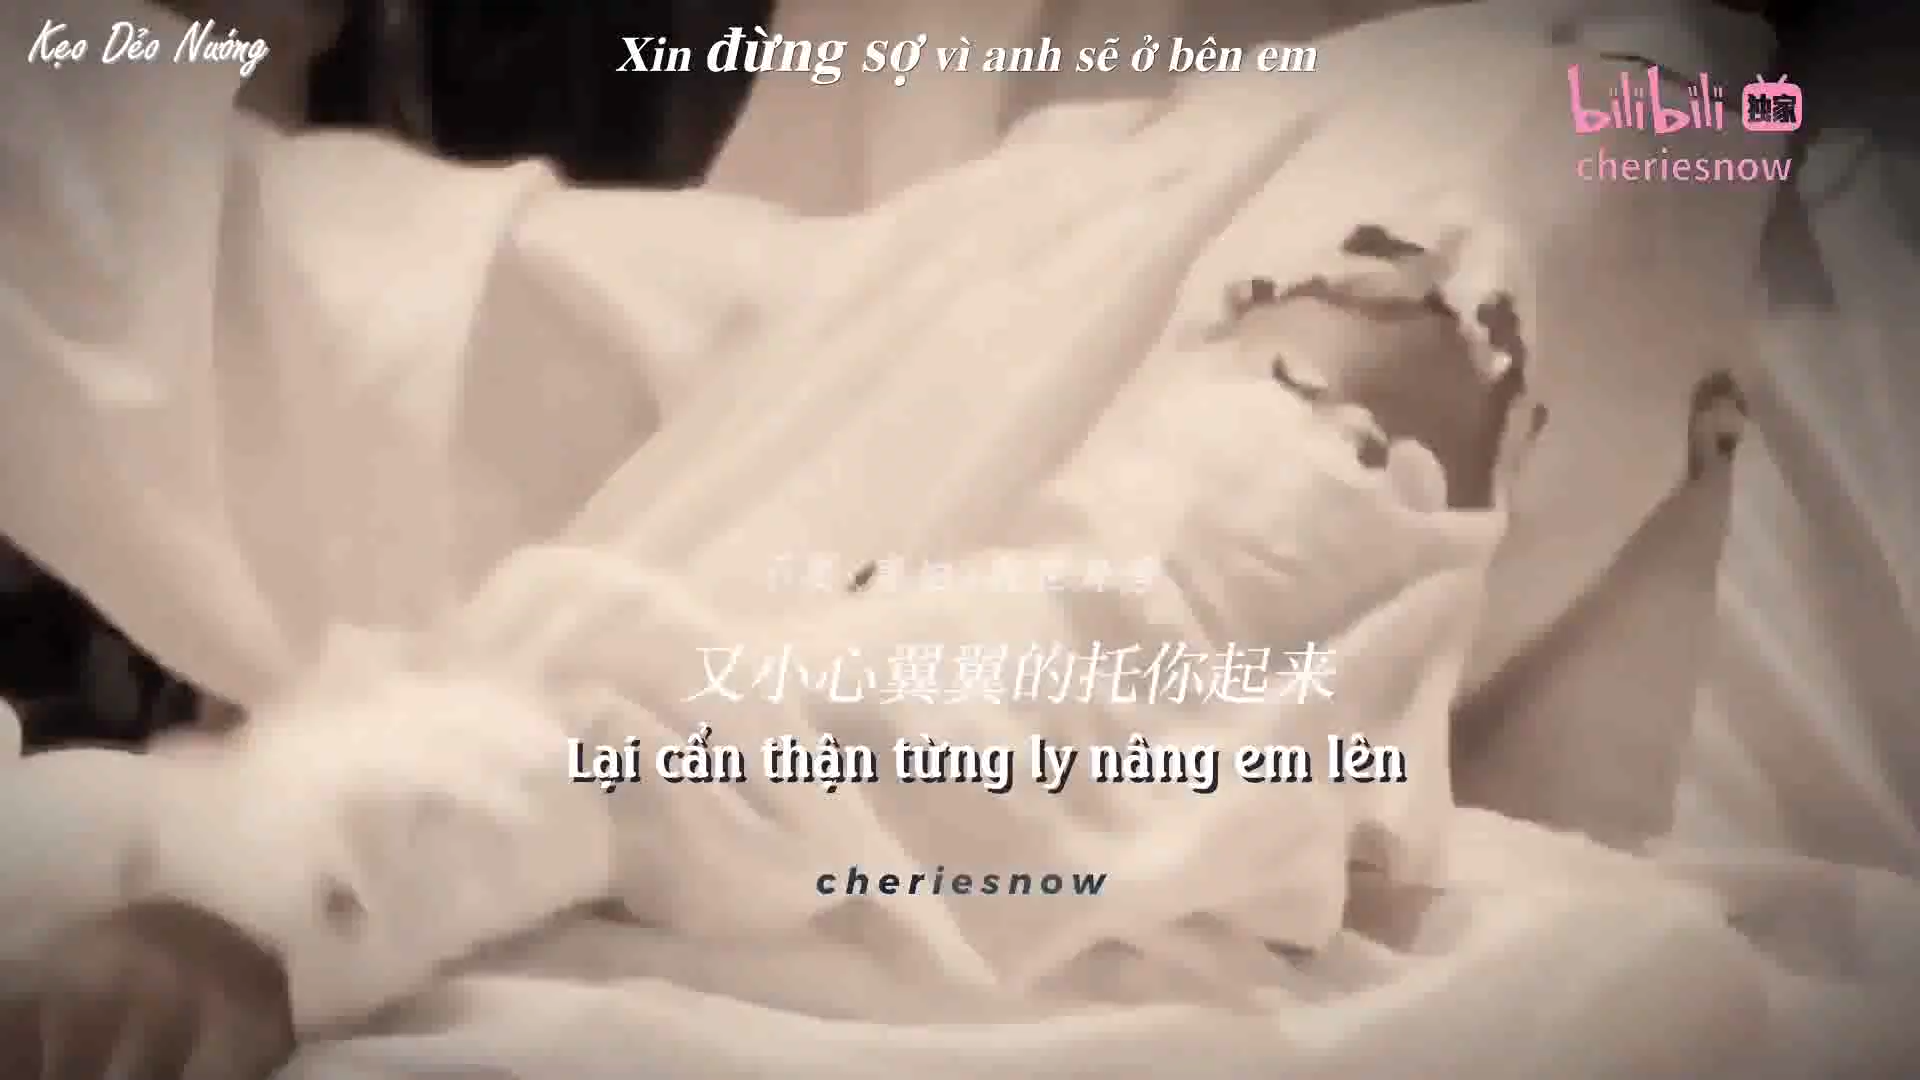 Kẹo Dẻo Nướng
Xin đừng sợ vì anh sẽ ở bên em
bilibili 独家
cheriesnow
又小心翼翼的托你起来
Lại cẩn thận từng ly nâng em lên
cheriesnow